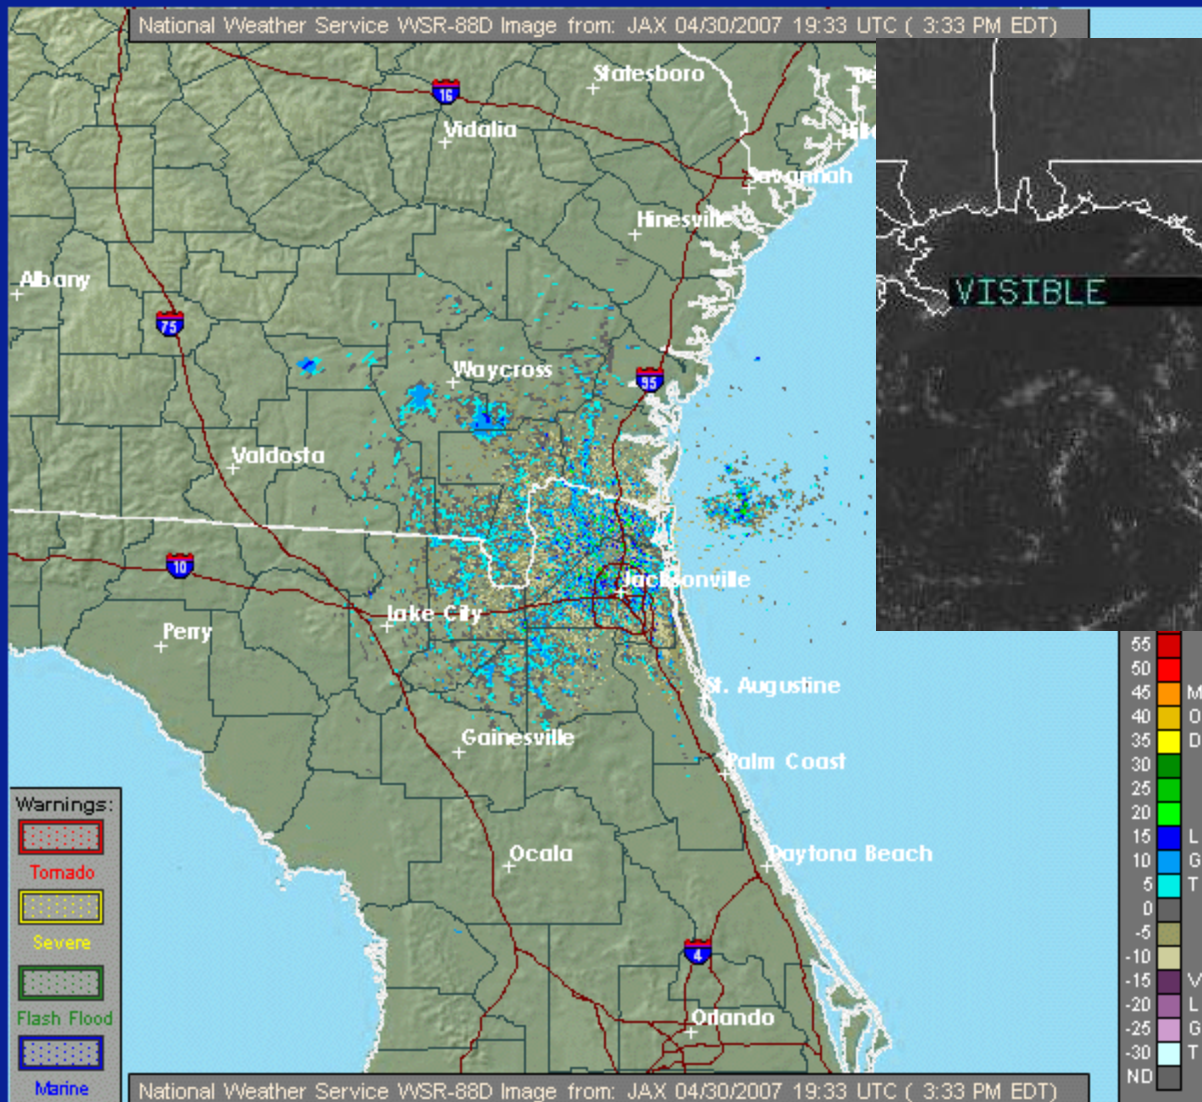 National Weather Service WSR-88D Image from: JAX 04/30/2007 19:33 UTC ( 3:33 PM EDT)
Statesboro
16
Vidalia
Savannah
Hinesville
Albany
VISIBLE
75
Waycross
95
Valdosta
10
Jacksonville
Lake City
Perry
55
50
St. Augustine
45 M
40 O
Gainesville
35 D
Palm Coast
30
25
Warnings:
20
15 L
Ocala
Daytona Beach
10 G
Tornado
5 T
0
-5
Severe
4
-10
-15 V
-20 L
Flash Flood
Orlando
-25 G
-30 T
ND
Marine
National Weather Service WSR-88D Image from: JAX 04/30/2007 19:33 UTC ( 3:33 PM EDT)